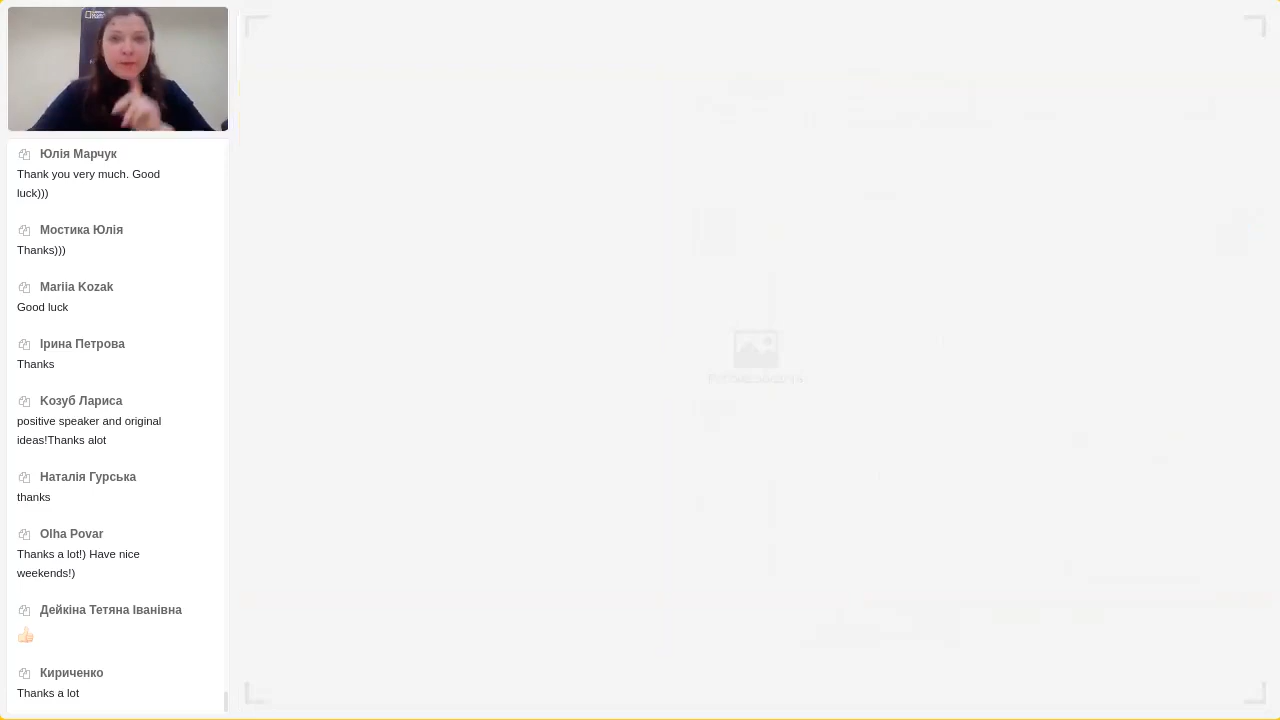 Юлія Марчук
Thank you very much. Good
luck)))
Мостика Юлія
Thanks)))
Mariia Kozak
Good luck
Ірина Петрова
Thanks
Козуб Лариса
positive speaker and original
ideas!Thanks alot
Наталія Гурська
thanks
Olha Povar
Thanks a lot!) Have nice
weekends!)
Дейкіна Тетяна Іванівна
Кириченко
Thanks a lot